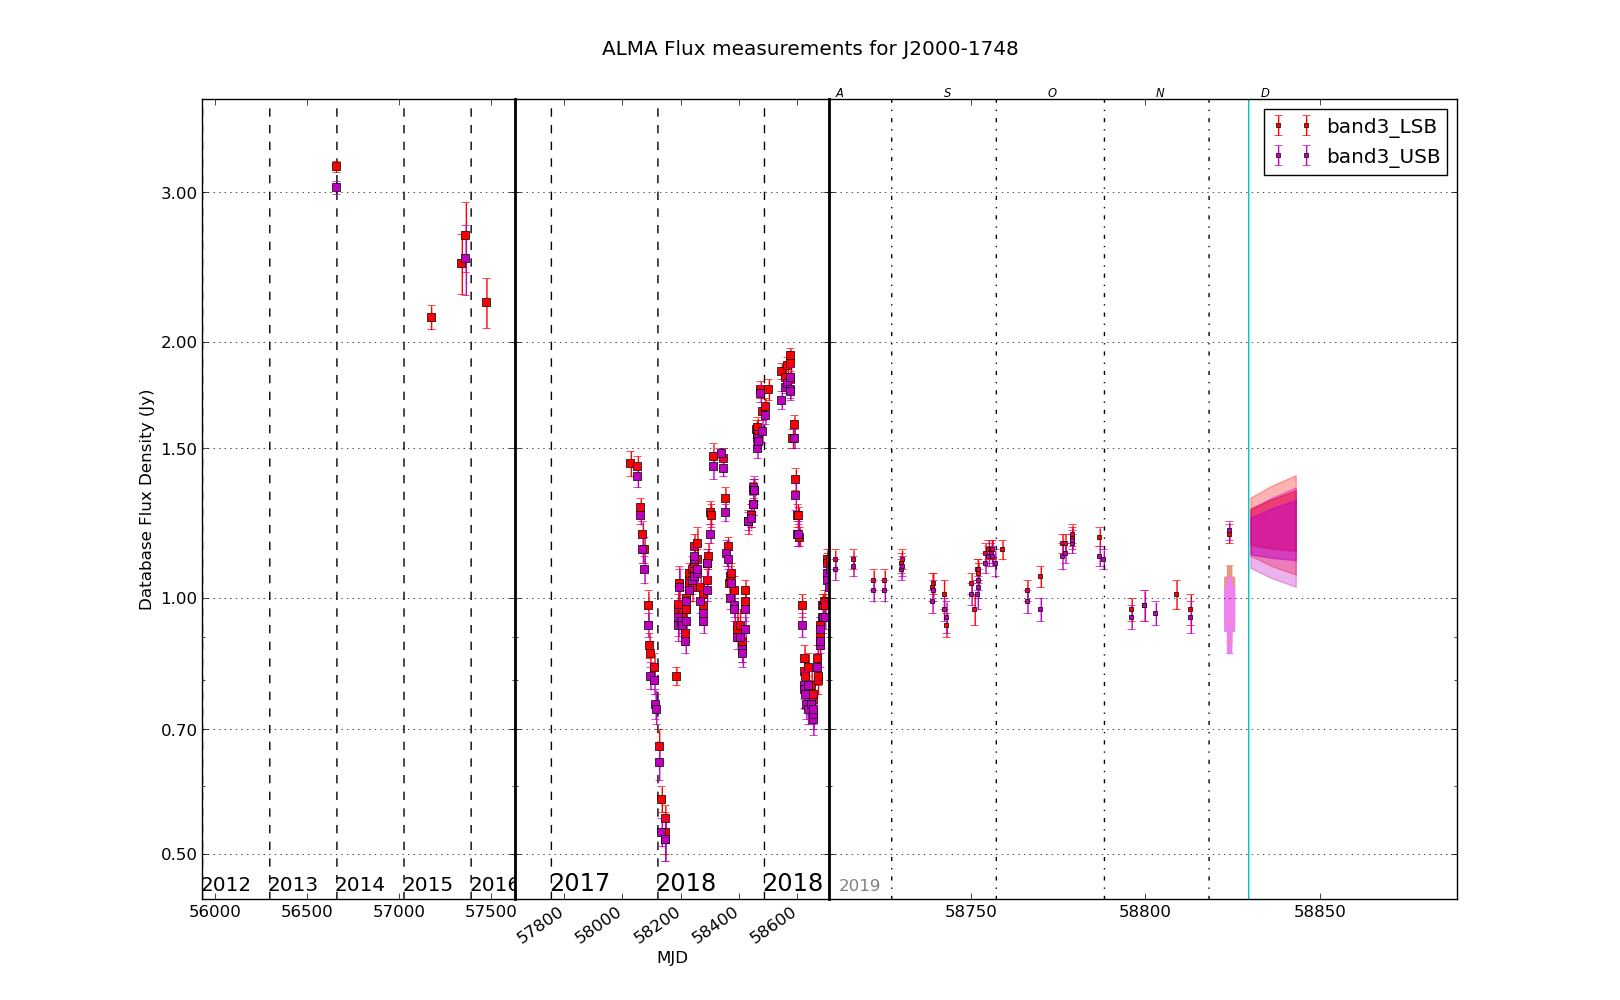 ALMA Flux measurements for J2000-1748
A S O N D
band3_LSB
band3_USB
3.00
2.00
1.50
1.00
0.70
0.50
Database Flux Density (Jy)
2012 2013 2014 2015 2016 2017 2018 2018 2019
56000 56500 57000 57500 57800 58000 58200 58400 58600 58750 58800 58850
MJD